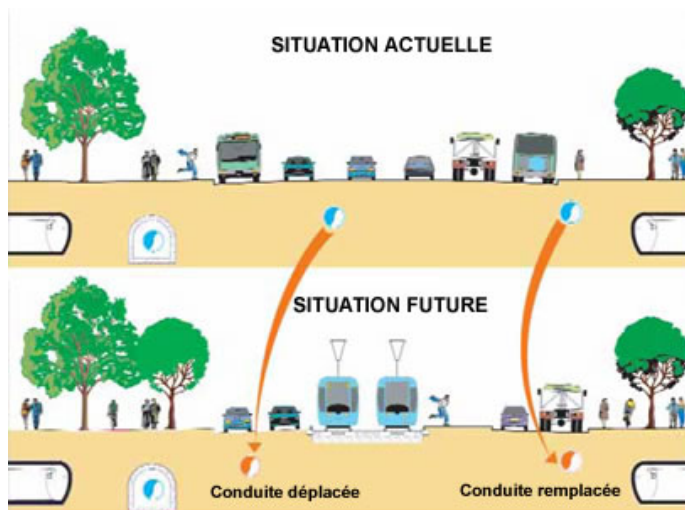 SITUATION ACTUELLE
SITUATION FUTURE
Conduite déplacée
Conduite remplacée